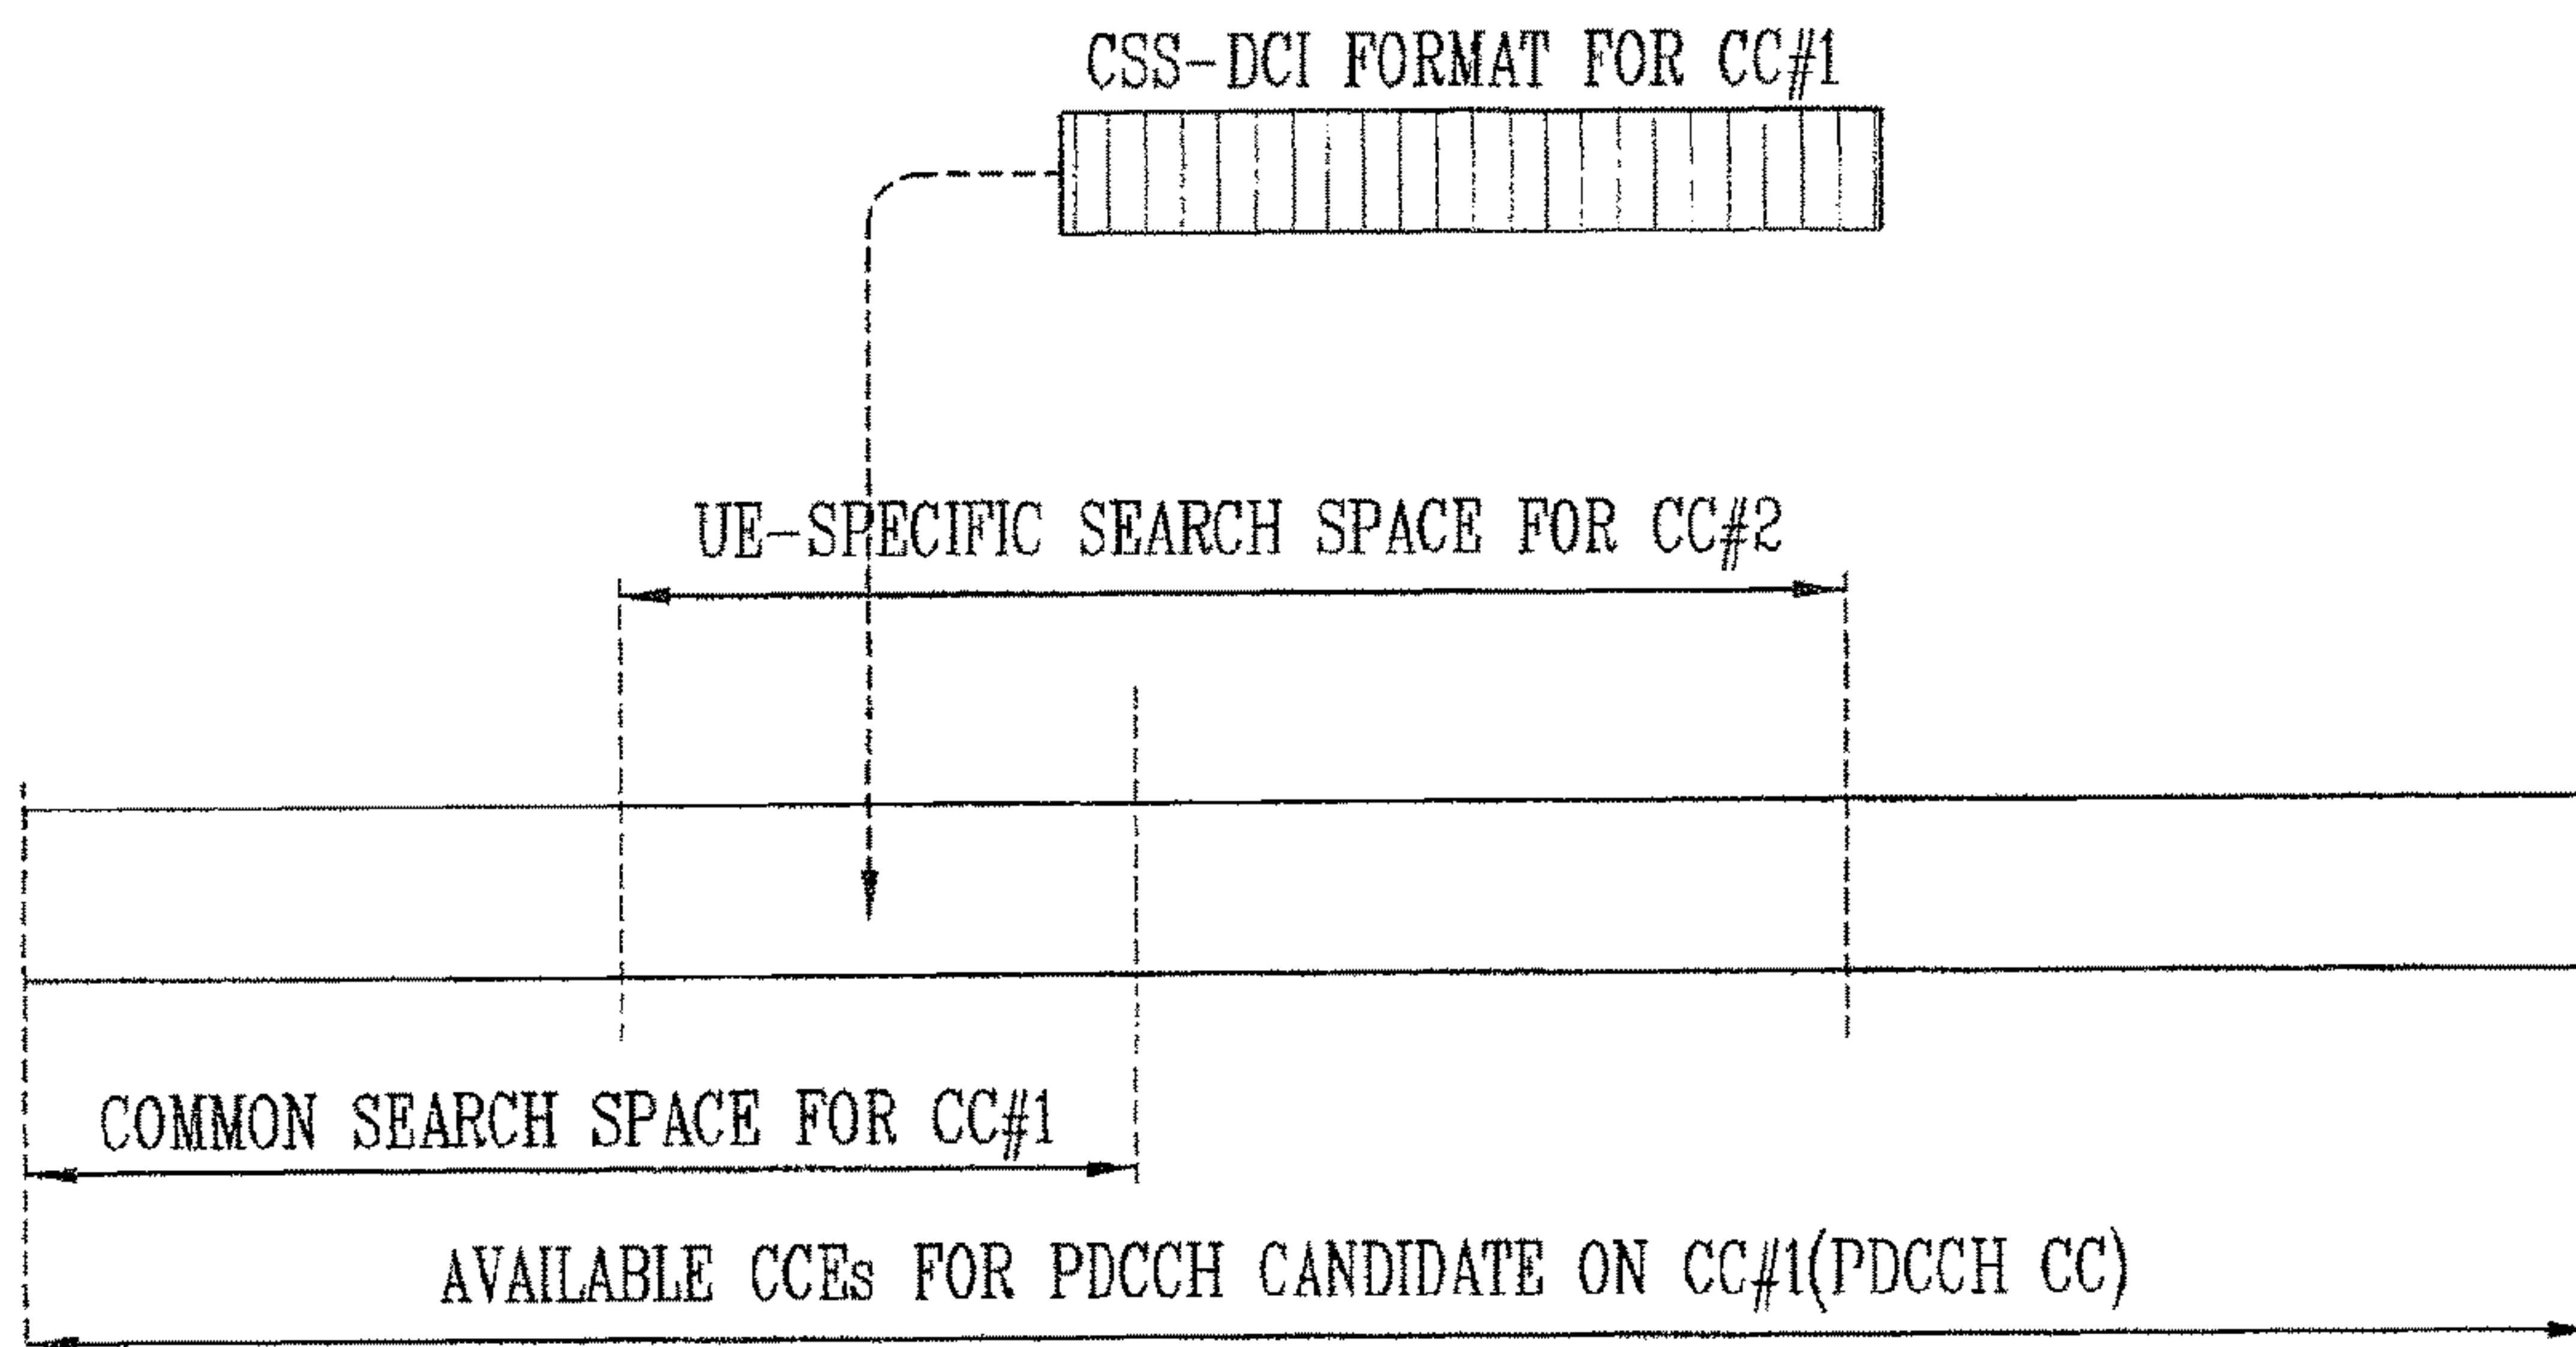 CSS-DCI FORMAT FOR CC#1
UE-SPECIFIC SEARCH SPACE FOR CC#2
COMMON SEARCH SPACE FOR CC#1
AVAILABLE CCEs FOR PDCCH CANDIDATE ON CC#1(PDCCH CC)